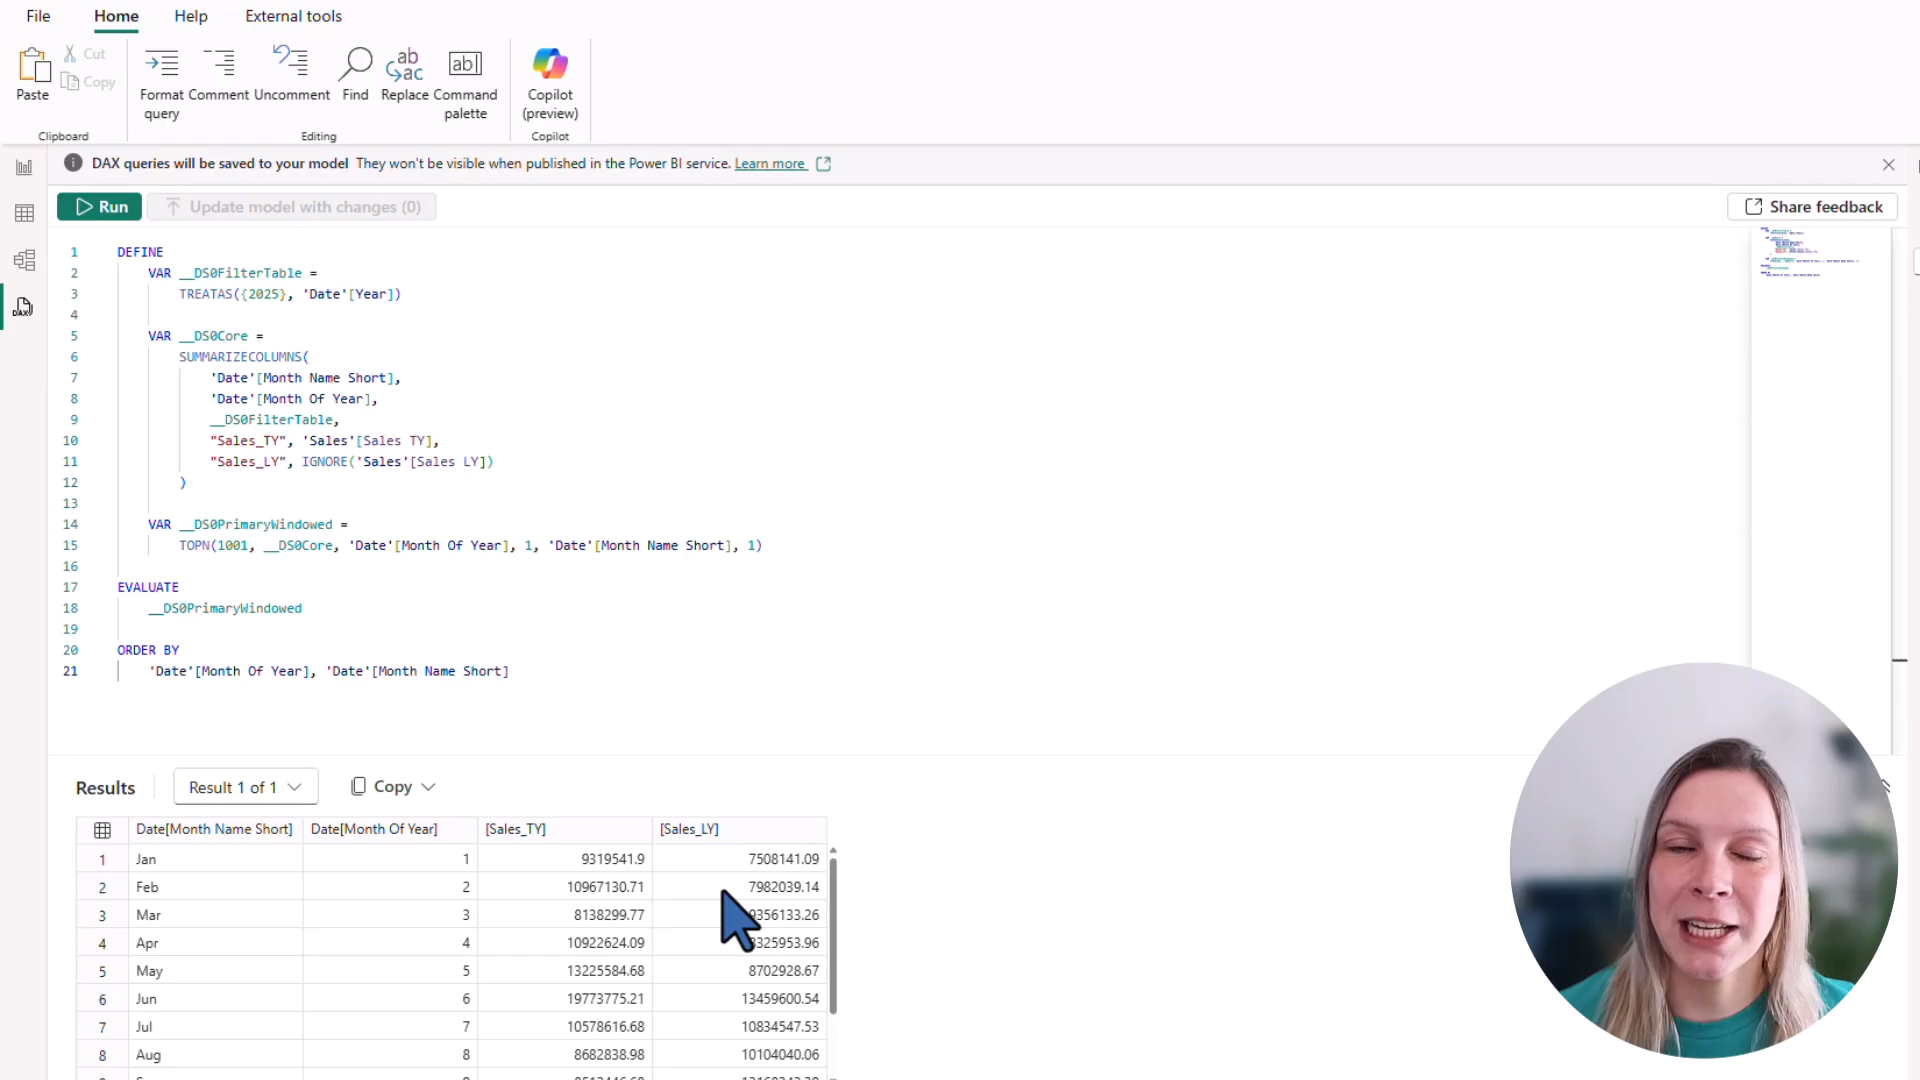 File Home Help External tools
Cut
Copy
Paste
Format query
Comment
Uncomment
Find
Replace
Command palette
Copilot (preview)
Clipboard
Editing
Copilot
DAX queries will be saved to your model They won't be visible when published in the Power BI service. Learn more
Run
Update model with changes (0)
Share feedback
1 DEFINE
2 VAR __DS0FilterTable =
3 TREATAS({2025}, 'Date'[Year])
4
5 VAR __DS0Core =
6 SUMMARIZECOLUMNS(
7 'Date'[Month Name Short],
8 'Date'[Month Of Year],
9 __DS0FilterTable,
10 "Sales_TY", 'Sales'[Sales TY],
11 "Sales_LY", IGNORE('Sales'[Sales LY])
12 )
13
14 VAR __DS0PrimaryWindowed =
15 TOPN(1001, __DS0Core, 'Date'[Month Of Year], 1, 'Date'[Month Name Short], 1)
16
17 EVALUATE
18 __DS0PrimaryWindowed
19
20 ORDER BY
21 'Date'[Month Of Year], 'Date'[Month Name Short]
DAX
Results Result 1 of 1 Copy
Date[Month Name Short] Date[Month Of Year] [Sales_TY] [Sales_LY]
1 Jan 1 9319541.9 7508141.09
2 Feb 2 10967130.71 7982039.14
3 Mar 3 8138299.77 9356133.26
4 Apr 4 10922624.09 325953.96
5 May 5 13225584.68 8702928.67
6 Jun 6 19773775.21 13459600.54
7 Jul 7 10578616.68 10834547.53
8 Aug 8 8682838.98 10104040.06